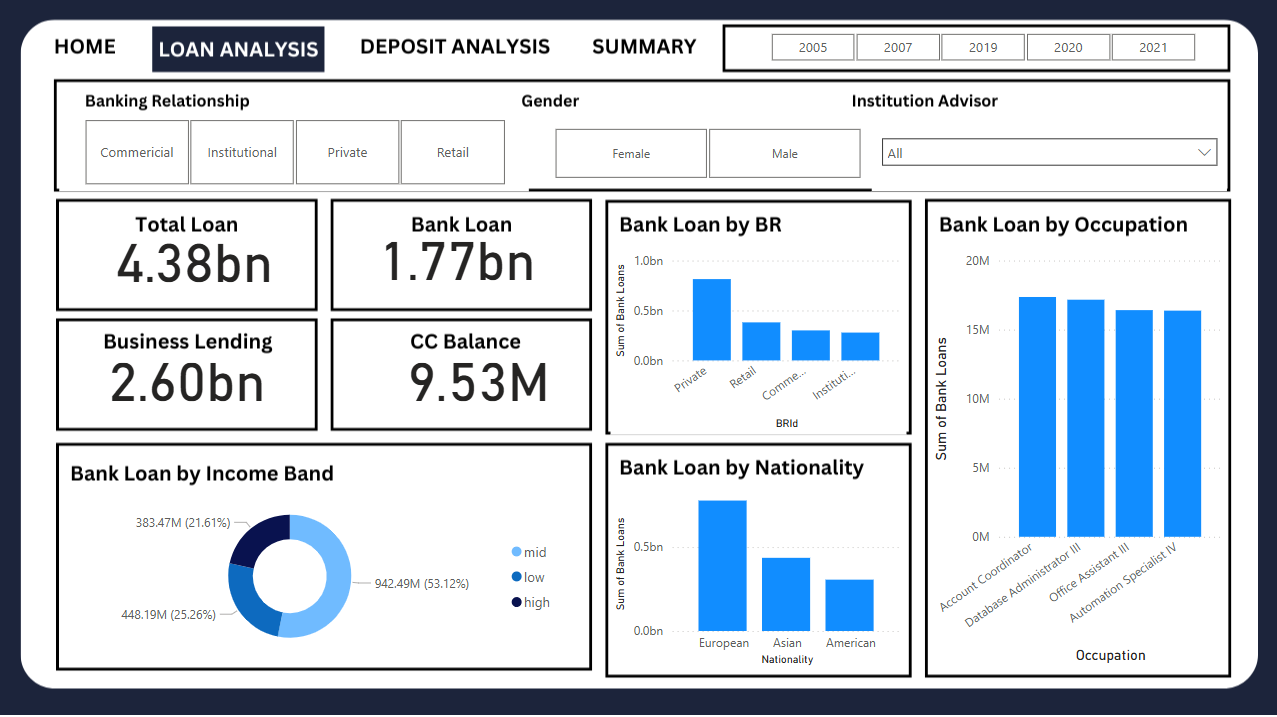 HOME
LOAN ANALYSIS
DEPOSIT ANALYSIS
SUMMARY
2005
2007
2019
2020
2021
Banking Relationship
Commericial
Institutional
Private
Retail
Gender
Female
Male
Institution Advisor
All
Total Loan
4.38bn
Bank Loan
1.77bn
Business Lending
2.60bn
CC Balance
9.53M
Bank Loan by BR
Sum of Bank Loans
1.0bn
0.5bn
0.0bn
Private
Retail
Comme...
Instituti...
BRId
Bank Loan by Occupation
Sum of Bank Loans
20M
15M
10M
5M
0M
Account Coordinator
Database Administrator III
Office Assistant III
Automation Specialist IV
Occupation
Bank Loan by Income Band
383.47M (21.61%)
448.19M (25.26%)
942.49M (53.12%)
mid
low
high
Bank Loan by Nationality
Sum of Bank Loans
0.5bn
0.0bn
European
Asian
American
Nationality